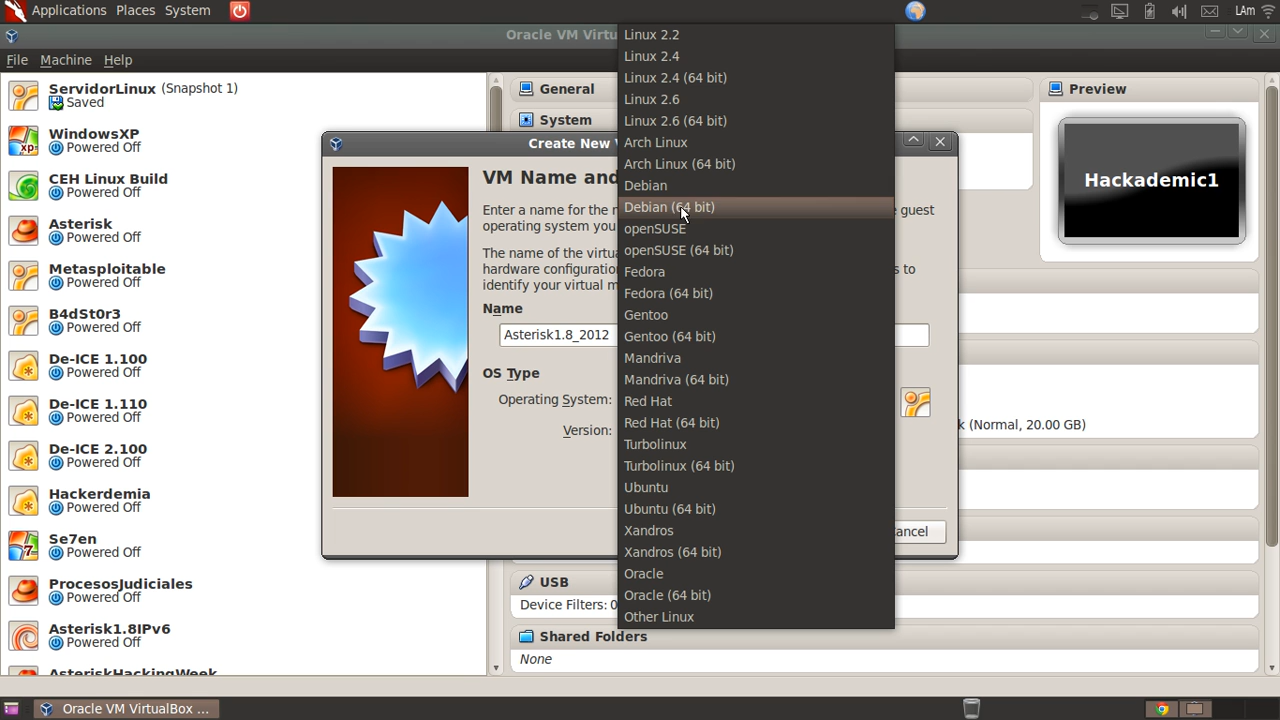 Applications Places System
LAm
Oracle VM Virtu
File Machine Help
ServidorLinux (Snapshot 1)
Saved
WindowsXP
Powered Off
CEH Linux Build
Powered Off
Asterisk
Powered Off
Metasploitable
Powered Off
B4dSt0r3
Powered Off
De-ICE 1.100
Powered Off
De-ICE 1.110
Powered Off
De-ICE 2.100
Powered Off
Hackerdemia
Powered Off
Se7en
Powered Off
ProcesosJudiciales
Powered Off
Asterisk1.8IPv6
Powered Off
AsteriskHackingWeek
General
System
Preview
Hackademic1
k (Normal, 20.00 GB)
USB
Device Filters: 0
Shared Folders
None
Create New V
VM Name and
Enter a name for the n
e guest
operating system you
The name of the virtua
hardware configuration
s to
identify your virtual m
Name
Asterisk1.8_2012
OS Type
Operating System:
Version:
ancel
Linux 2.2
Linux 2.4
Linux 2.4 (64 bit)
Linux 2.6
Linux 2.6 (64 bit)
Arch Linux
Arch Linux (64 bit)
Debian
Debian (64 bit)
openSUSE
openSUSE (64 bit)
Fedora
Fedora (64 bit)
Gentoo
Gentoo (64 bit)
Mandriva
Mandriva (64 bit)
Red Hat
Red Hat (64 bit)
Turbolinux
Turbolinux (64 bit)
Ubuntu
Ubuntu (64 bit)
Xandros
Xandros (64 bit)
Oracle
Oracle (64 bit)
Other Linux
Oracle VM VirtualBox ...